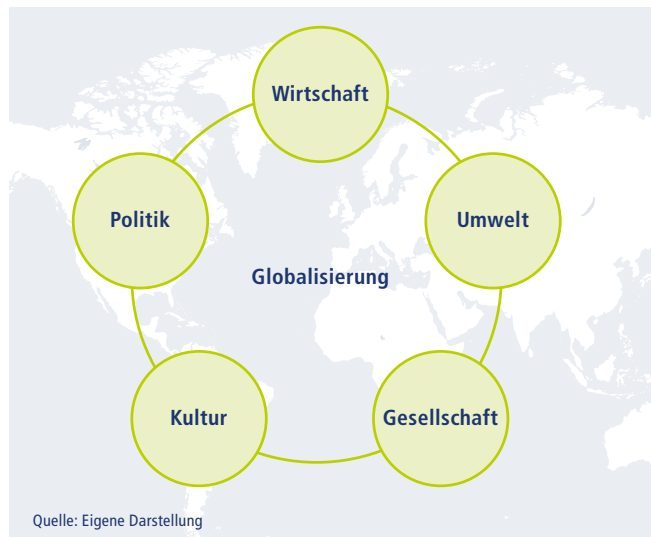 Wirtschaft
Politik
Umwelt
Globalisierung
Kultur
Gesellschaft
Quelle: Eigene Darstellung